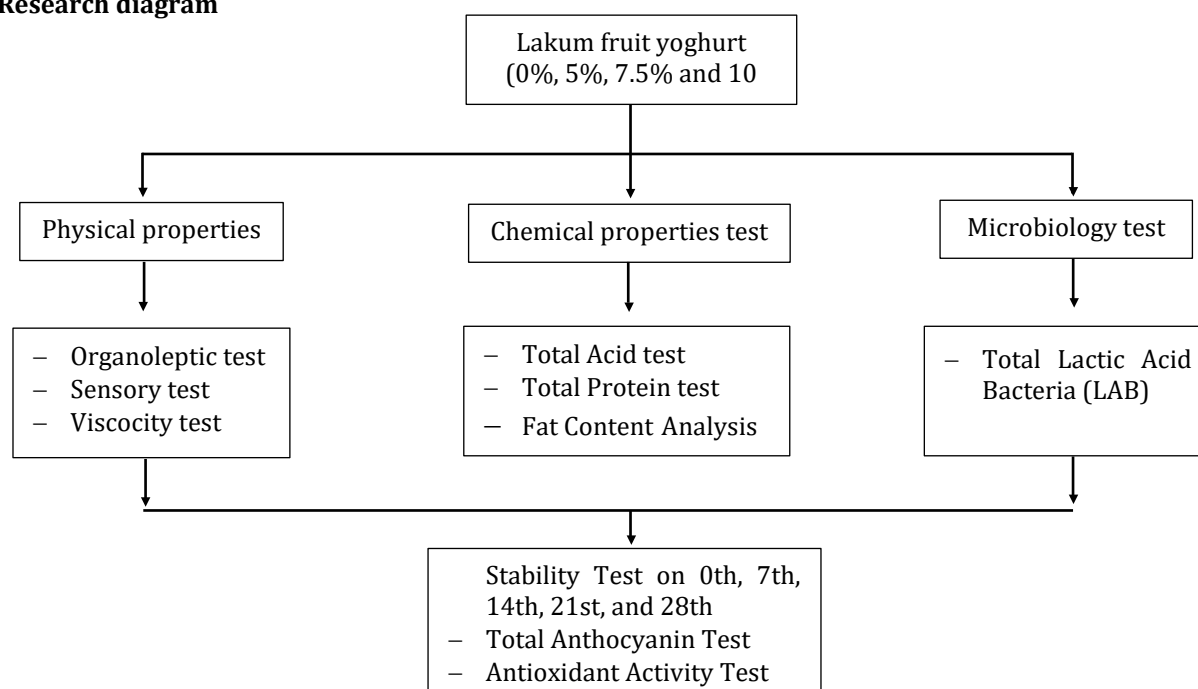 Research diagram
Lakum fruit yoghurt
(0%, 5%, 7.5% and 10
Physical properties
Chemical properties test
Microbiology test
– Organoleptic test
– Sensory test
– Viscocity test
– Total Acid test
– Total Protein test
– Fat Content Analysis
– Total Lactic Acid
Bacteria (LAB)
Stability Test on 0th, 7th,
14th, 21st, and 28th
– Total Anthocyanin Test
– Antioxidant Activity Test